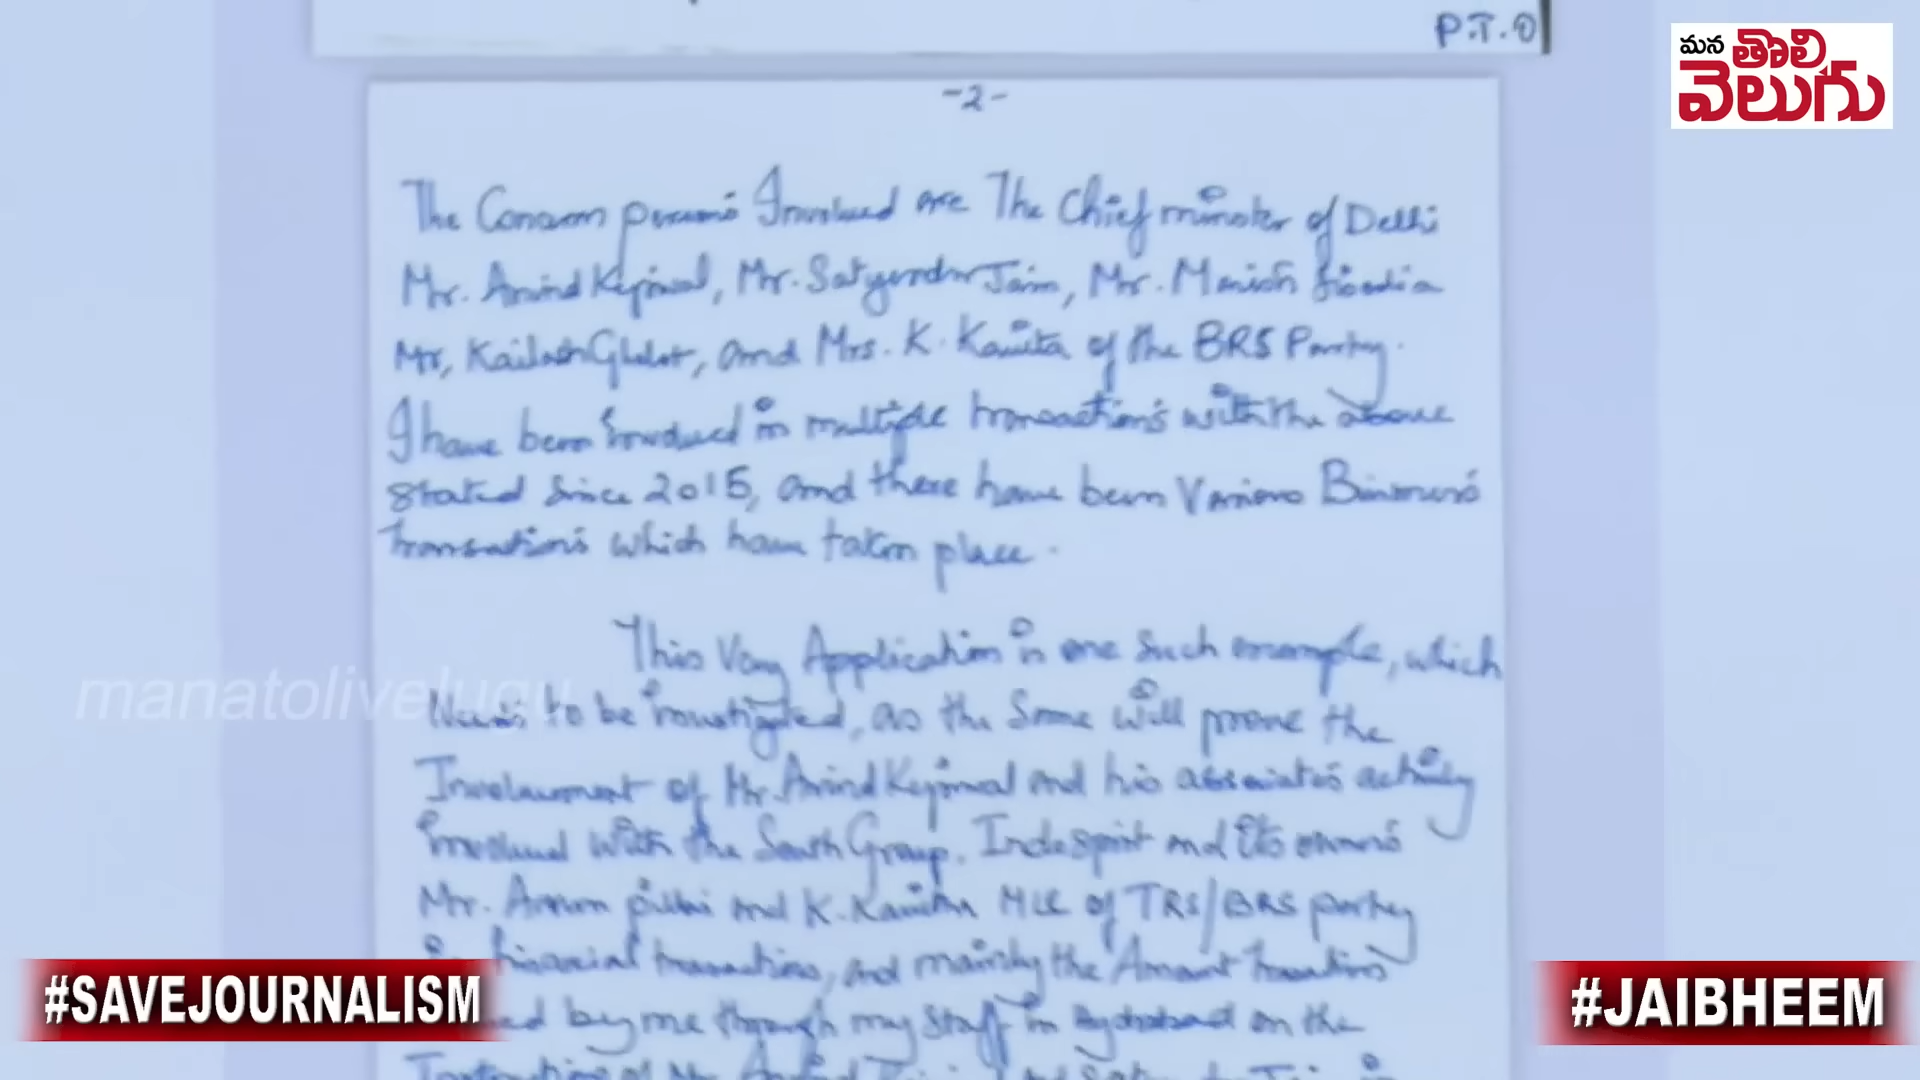 P.T.O
మన తొలి వెలుగు
-2-
The Concern persons Involved are The Chief minister of Delhi
Mr. Arvind Kejriwal, Mr. Satyendar Jain, Mr. Manish Sisodia
Mr, Kailash Ghelot, and Mrs. K. Kavita of the BRS Party.
I have been involved in multiple transactions with the above
stated since 2015, and there have been Various Business
transactions which have taken place.
This Very Application is one such example, which
Needs to be investigated, as the Same will prove the
Involvement of Mr. Arvind Kejriwal and his associates actively
involved with the South Group. Indospirit and its owners
Mr. Arun pillai and K. Kavitha MLC of TRS/BRS party
financial transactions, and mainly the Amount transactions
by me through my staff in Hyderabad on the
manatolivelugu
#SAVEJOURNALISM
#JAIBHEEM